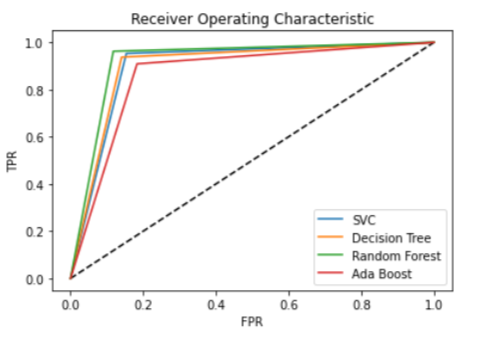 Receiver Operating Characteristic
1.0
0.8
0.6
0.4
0.2
0.0
TPR
SVC
Decision Tree
Random Forest
Ada Boost
0.0 0.2 0.4 0.6 0.8 1.0
FPR